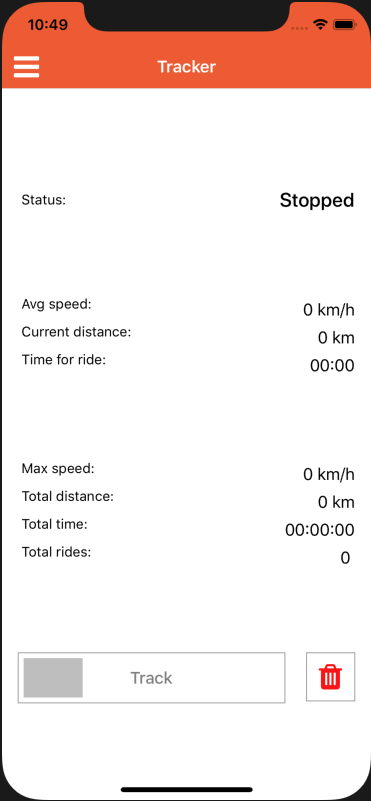 10:49
Tracker
Status: Stopped
Avg speed: 0 km/h
Current distance: 0 km
Time for ride: 00:00
Max speed: 0 km/h
Total distance: 0 km
Total time: 00:00:00
Total rides: 0
Track